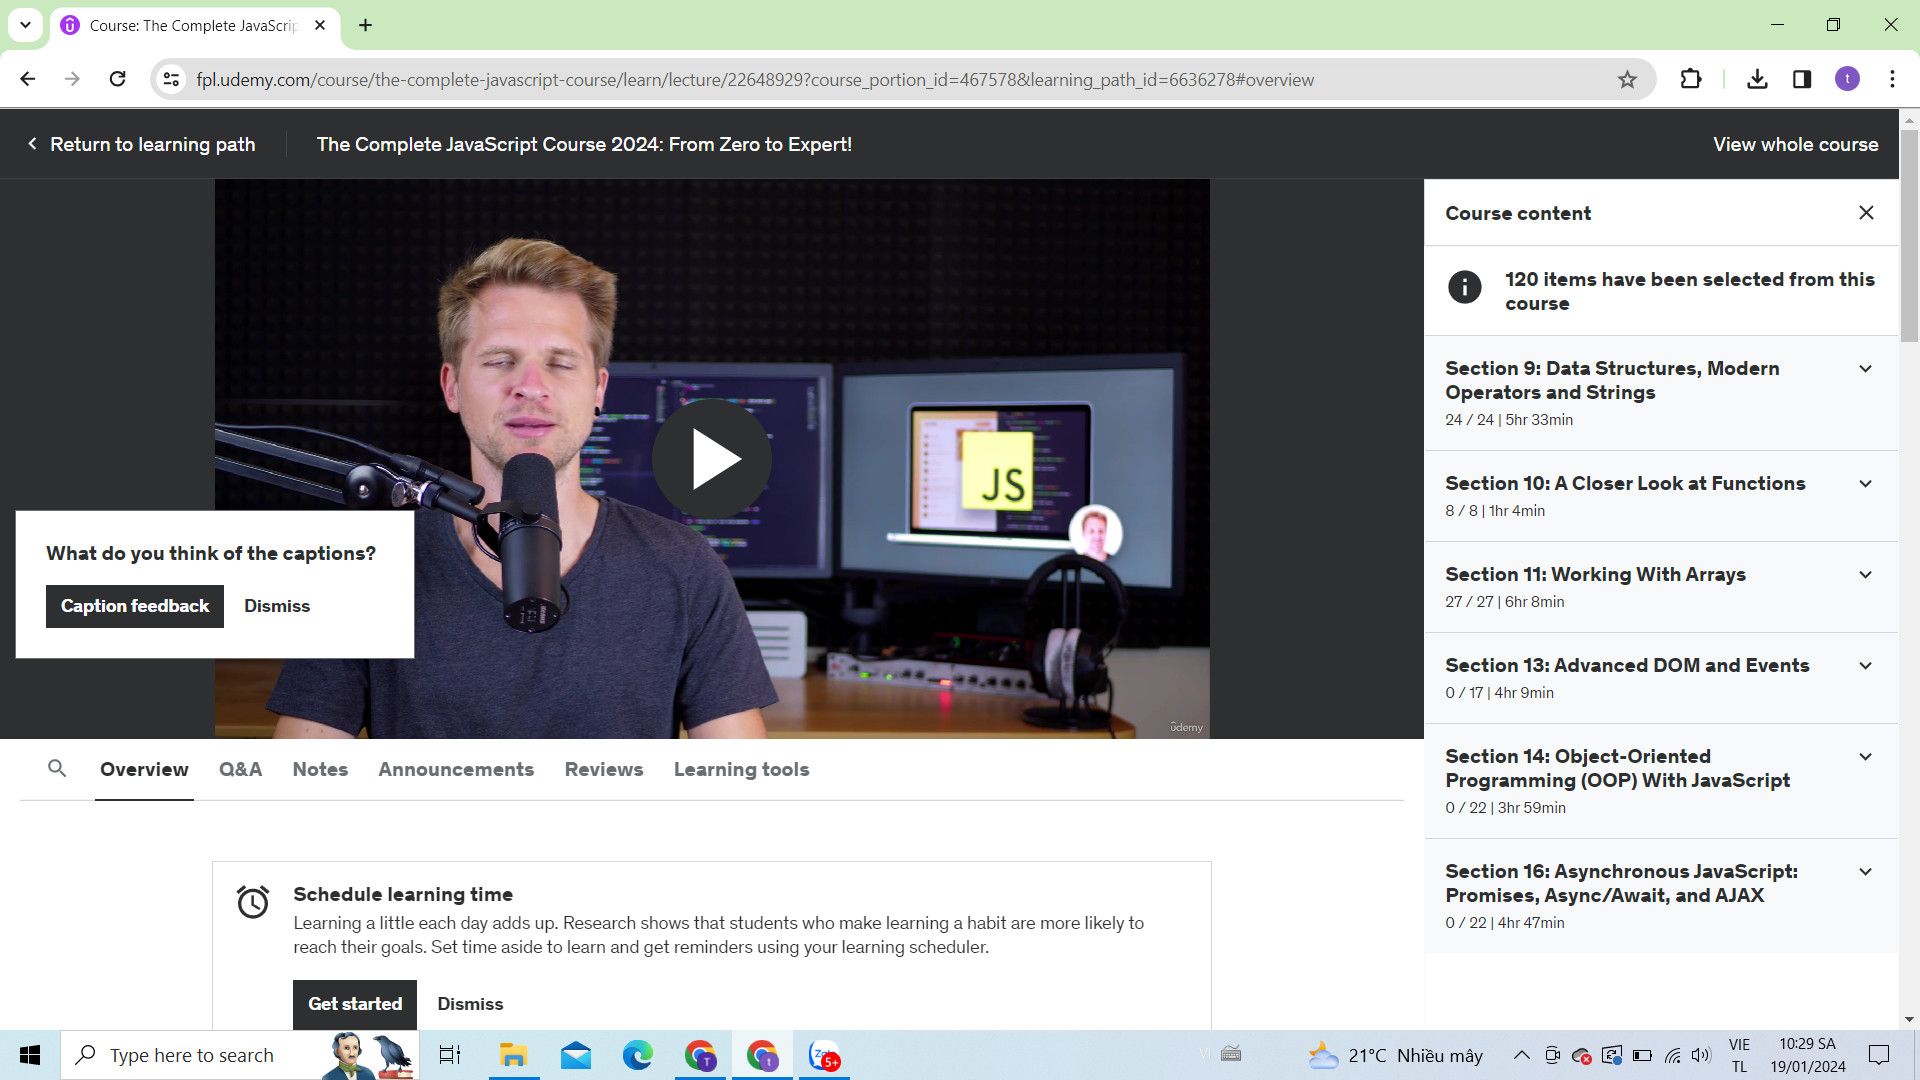 Course: The Complete JavaScrip
fpl.udemy.com/course/the-complete-javascript-course/learn/lecture/22648929?course_portion_id=467578&learning_path_id=6636278#overview
t
Return to learning path
The Complete JavaScript Course 2024: From Zero to Expert!
View whole course
JS
What do you think of the captions?
Caption feedback
Dismiss
udemy
Course content
120 items have been selected from this
course
Section 9: Data Structures, Modern
Operators and Strings
24 / 24 | 5hr 33min
Section 10: A Closer Look at Functions
8 / 8 | 1hr 4min
Section 11: Working With Arrays
27 / 27 | 6hr 8min
Section 13: Advanced DOM and Events
0 / 17 | 4hr 9min
Section 14: Object-Oriented
Programming (OOP) With JavaScript
0 / 22 | 3hr 59min
Section 16: Asynchronous JavaScript:
Promises, Async/Await, and AJAX
0 / 22 | 4hr 47min
Overview
Q&A
Notes
Announcements
Reviews
Learning tools
Schedule learning time
Learning a little each day adds up. Research shows that students who make learning a habit are more likely to
reach their goals. Set time aside to learn and get reminders using your learning scheduler.
Get started
Dismiss
Type here to search
T
t
5+
VI
21°C Nhiều mây
VIE
TL
10:29 SA
19/01/2024